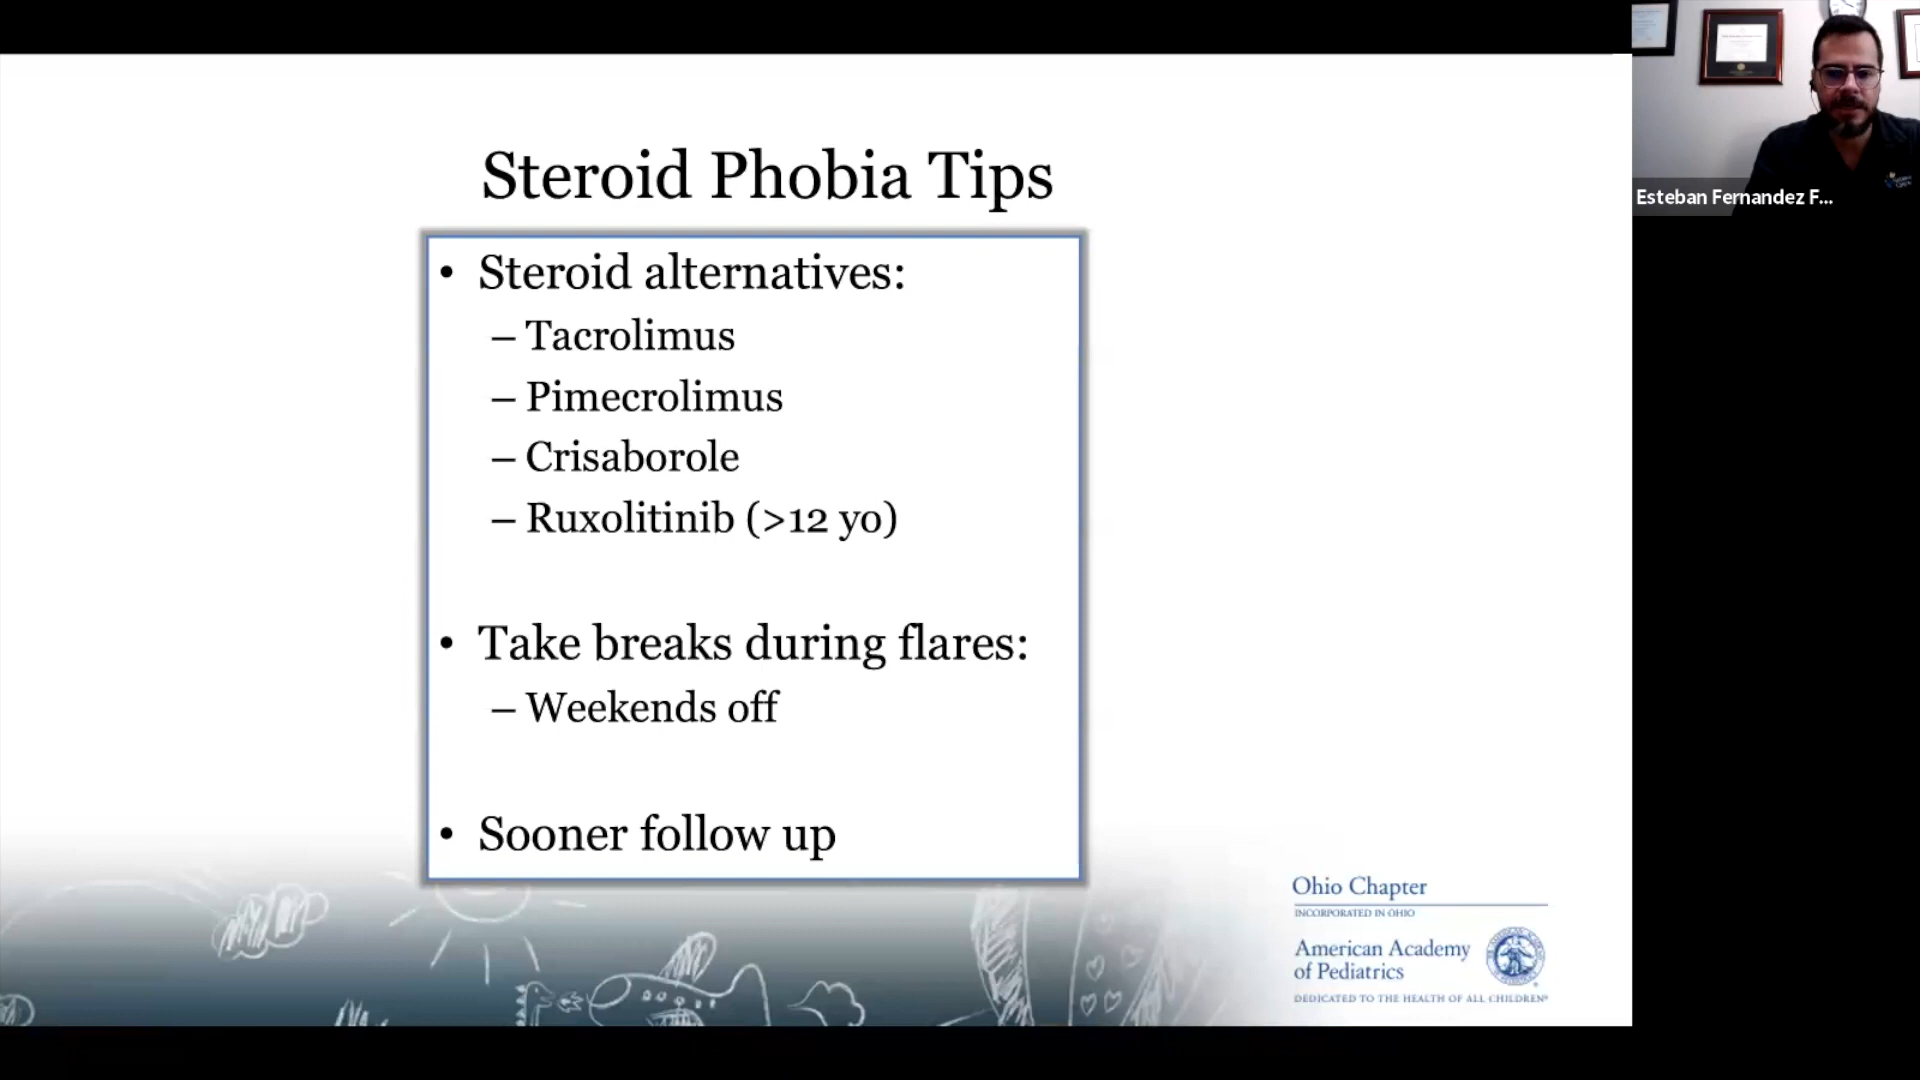 Steroid Phobia Tips
• Steroid alternatives:
– Tacrolimus
– Pimecrolimus
– Crisaborole
– Ruxolitinib (>12 yo)
• Take breaks during flares:
– Weekends off
• Sooner follow up
Ohio Chapter
INCORPORATED IN OHIO
American Academy
of Pediatrics
DEDICATED TO THE HEALTH OF ALL CHILDREN®
Esteban Fernandez F...